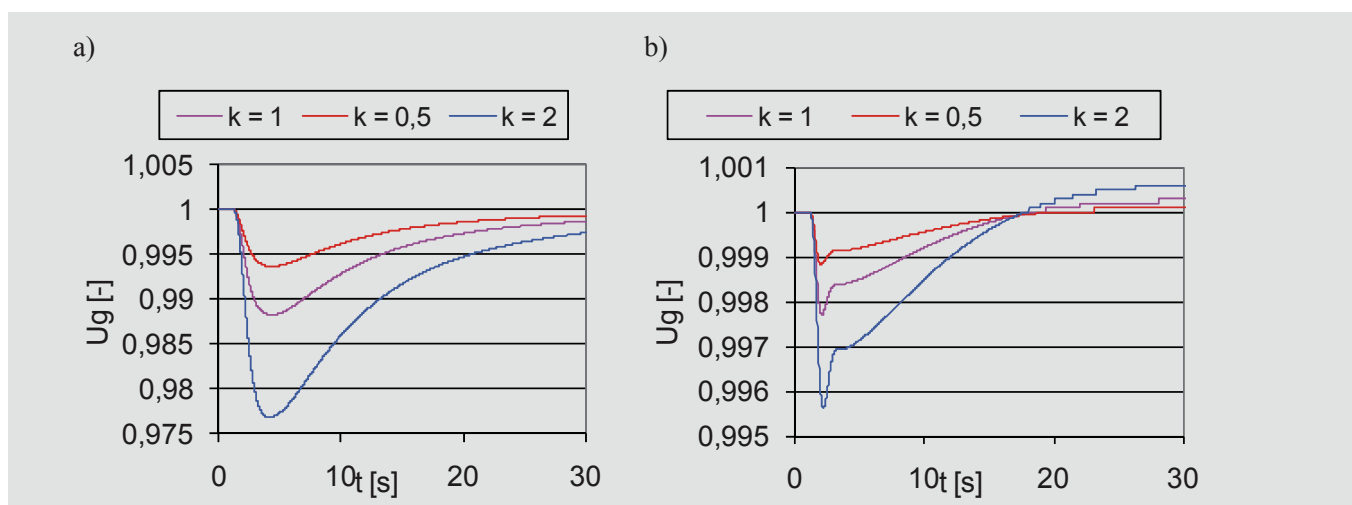 a)
k = 1 k = 0,5 k = 2
1,005
1
0,995
0,99
0,985
0,98
0,975
Ug [-]
0 10 20 30
t [s]
b)
k = 1 k = 0,5 k = 2
1,001
1
0,999
0,998
0,997
0,996
0,995
Ug [-]
0 10 20 30
t [s]